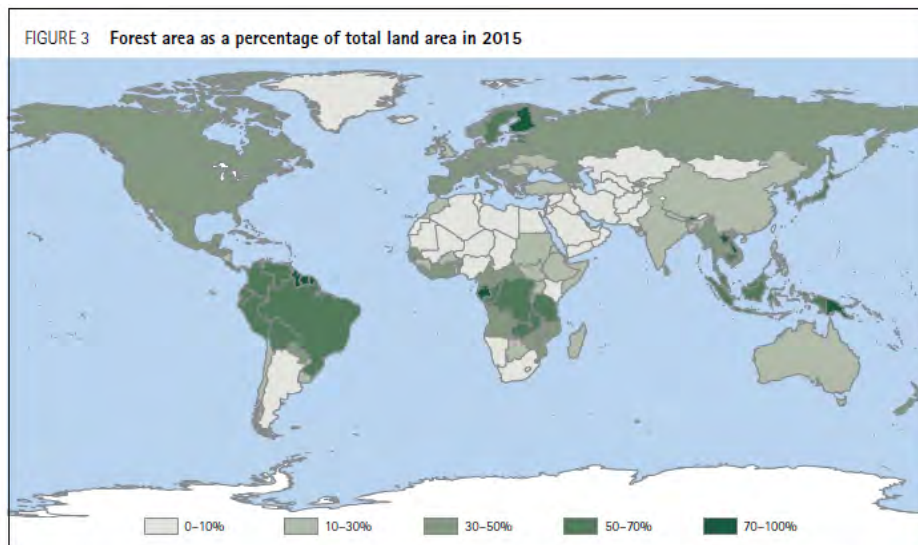 FIGURE 3 Forest area as a percentage of total land area in 2015
0–10% 10–30% 30–50% 50–70% 70–100%